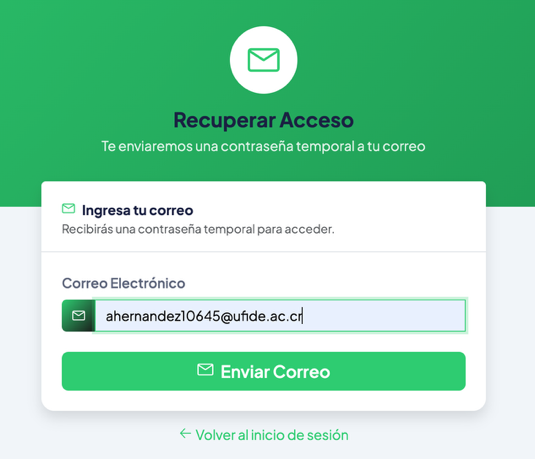 Recuperar Acceso
Te enviaremos una contraseña temporal a tu correo
Ingresa tu correo
Recibirás una contraseña temporal para acceder.
Correo Electrónico
ahernandez10645@ufide.ac.cr
Enviar Correo
← Volver al inicio de sesión